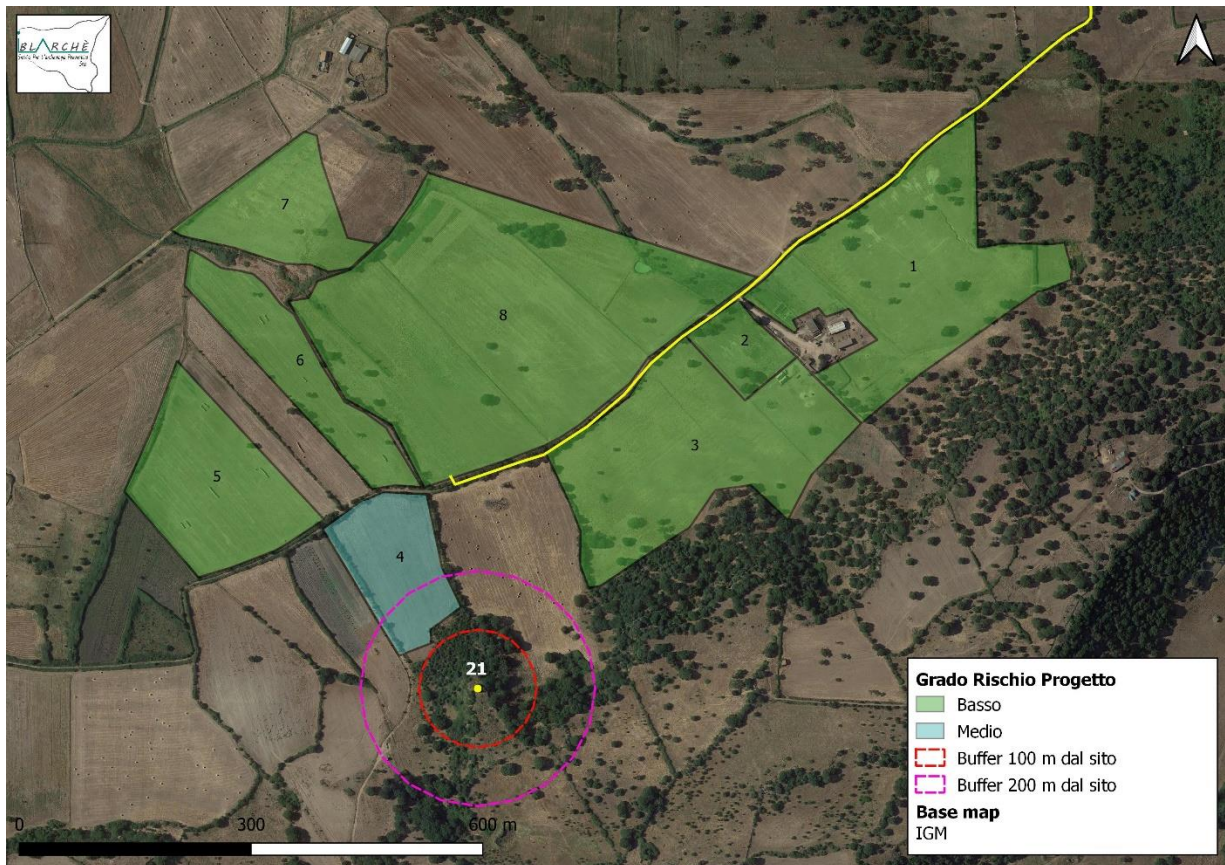 BLARCHÈ
7
1
8
2
6
3
5
4
21
Grado Rischio Progetto
Basso
Medio
Buffer 100 m dal sito
Buffer 200 m dal sito
Base map
IGM
0 300 600 m